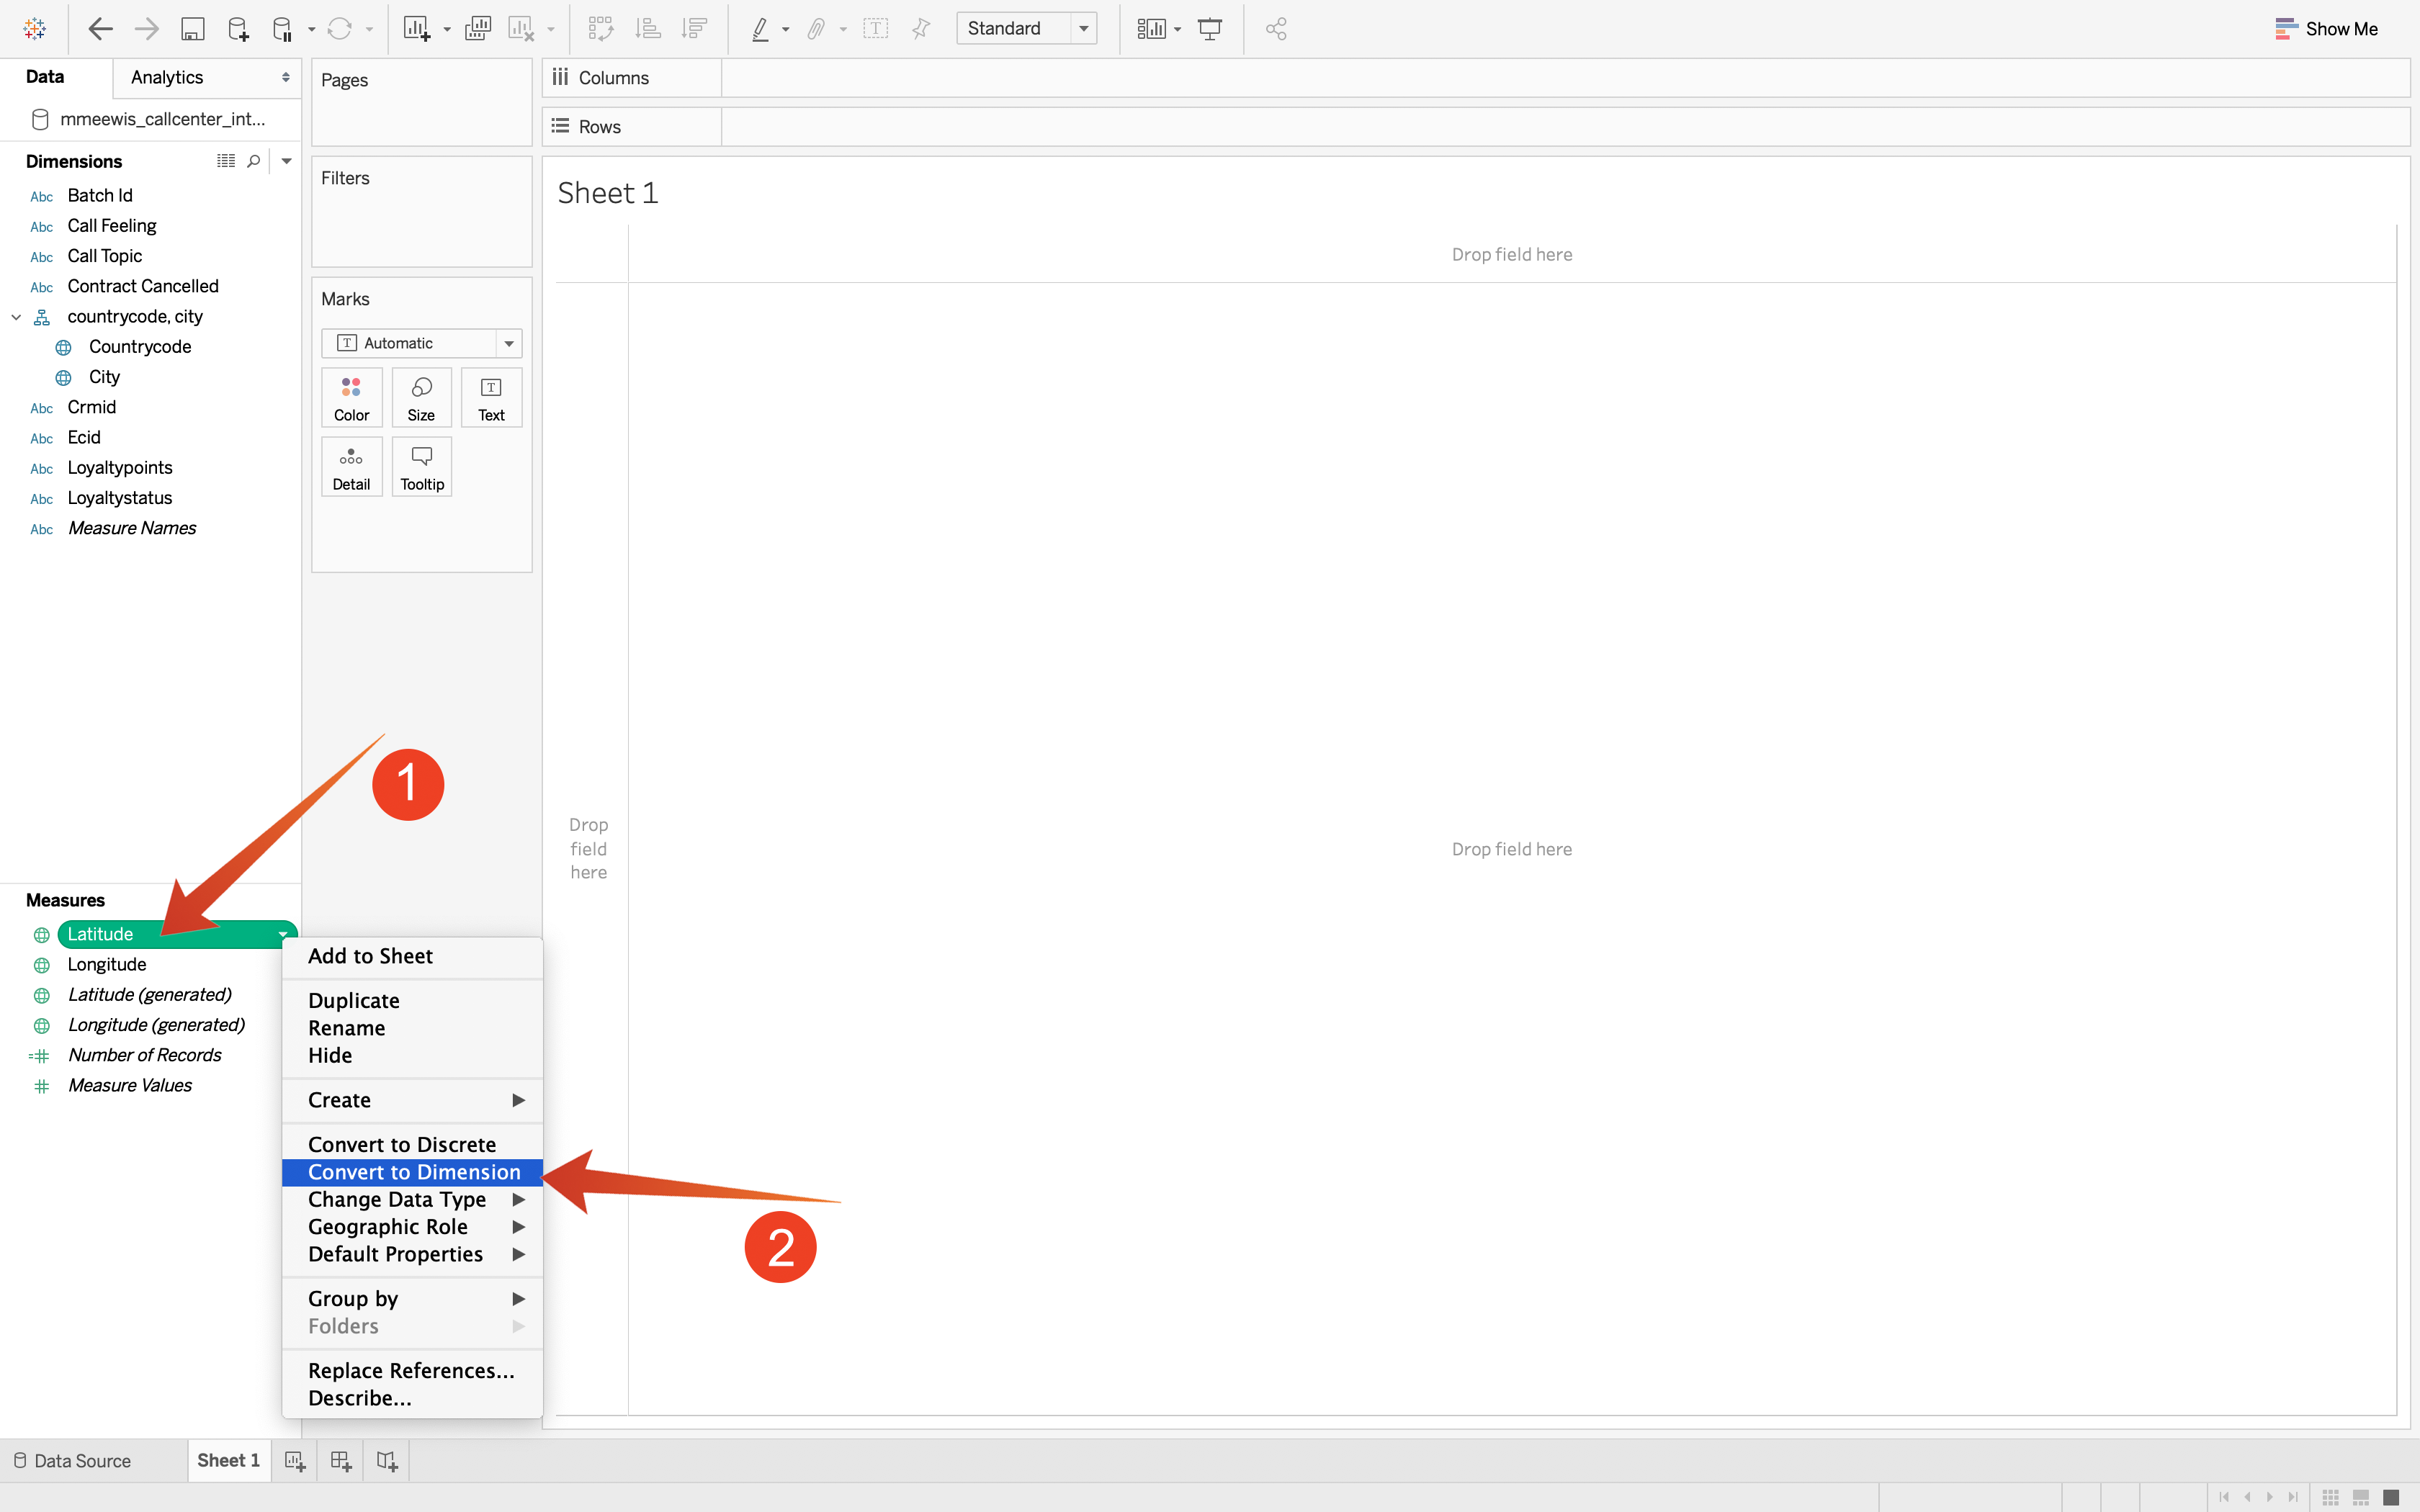 Standard
Show Me
Data
Analytics
mmeewis_callcenter_int...
Dimensions
Abc Batch Id
Abc Call Feeling
Abc Call Topic
Abc Contract Cancelled
countrycode, city
Countrycode
City
Abc Crmid
Abc Ecid
Abc Loyaltypoints
Abc Loyaltystatus
Abc Measure Names
Measures
Latitude
Longitude
Latitude (generated)
Longitude (generated)
Number of Records
Measure Values
Pages
Filters
Marks
T Automatic
Color
Size
T
Text
Detail
Tooltip
Columns
Rows
Sheet 1
Drop field here
Drop
field
here
Drop field here
1
Add to Sheet
Duplicate
Rename
Hide
Create
Convert to Discrete
Convert to Dimension
Change Data Type
Geographic Role
Default Properties
Group by
Folders
Replace References...
Describe...
2
Data Source
Sheet 1